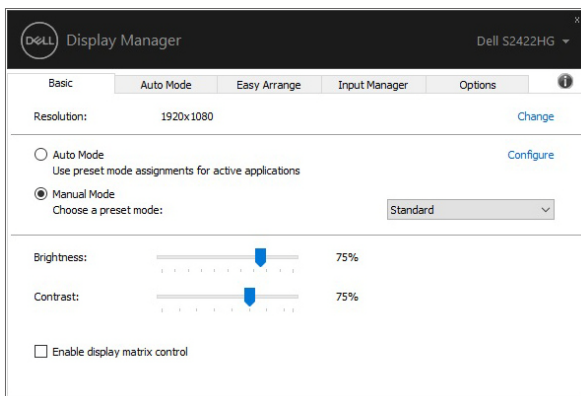 DELL Display Manager
Dell S2422HG
x
Basic Auto Mode Easy Arrange Input Manager Options i
Resolution: 1920x1080 Change
Auto Mode Configure
Use preset mode assignments for active applications
Manual Mode
Choose a preset mode: Standard
Brightness: 75%
Contrast: 75%
Enable display matrix control